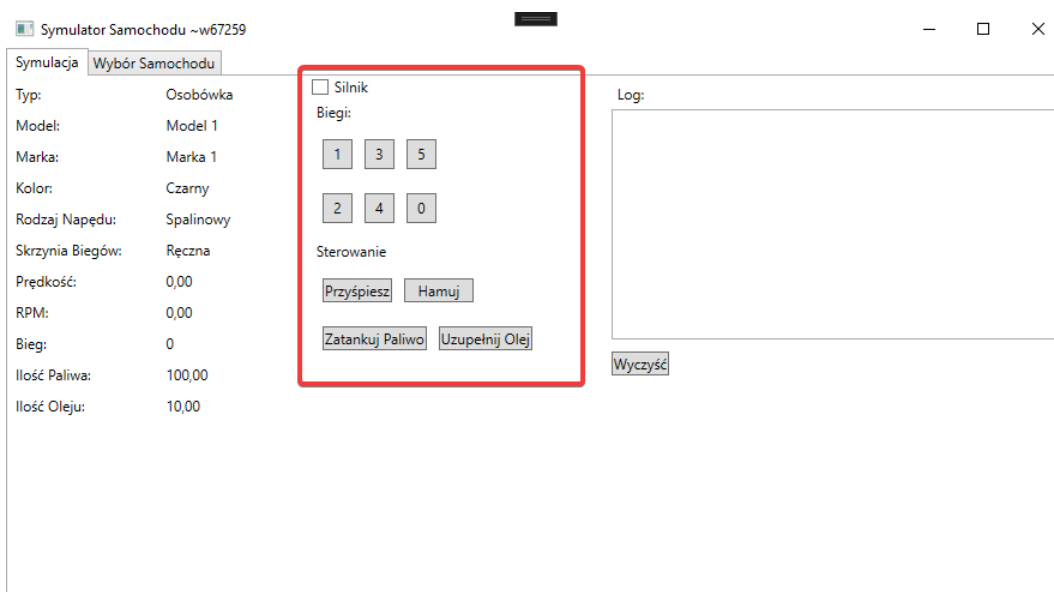 Symulator Samochodu ~w67259
Symulacja Wybór Samochodu
Typ: Osobówka
Model: Model 1
Marka: Marka 1
Kolor: Czarny
Rodzaj Napędu: Spalinowy
Skrzynia Biegów: Ręczna
Prędkość: 0,00
RPM: 0,00
Bieg: 0
Ilość Paliwa: 100,00
Ilość Oleju: 10,00
Silnik
Biegi:
1 3 5
2 4 0
Sterowanie
Przyśpiesz Hamuj
Zatankuj Paliwo Uzupełnij Olej
Log:
Wyczyść